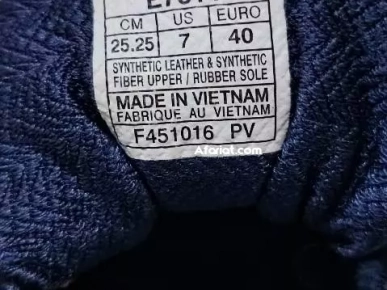 CM US EURO
25.25 7 40
SYNTHETIC LEATHER & SYNTHETIC
FIBER UPPER / RUBBER SOLE
MADE IN VIETNAM
FABRIQUE AU VIETNAM
F451016 PV
Afariat.com